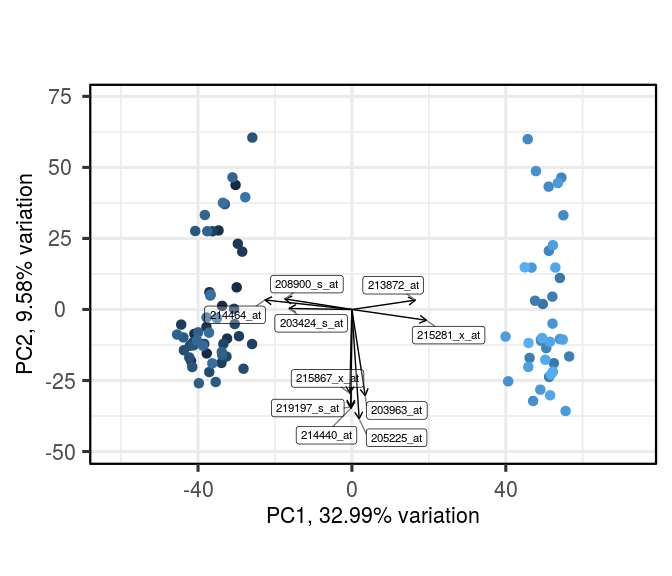 75
50
25
0
-25
-50
PC2, 9.58% variation
208900_s_at
213872_at
214464_at
203424_s_at
215281_x_at
215867_x_at
219197_s_at
203963_at
214440_at
205225_at
-40
0
40
PC1, 32.99% variation